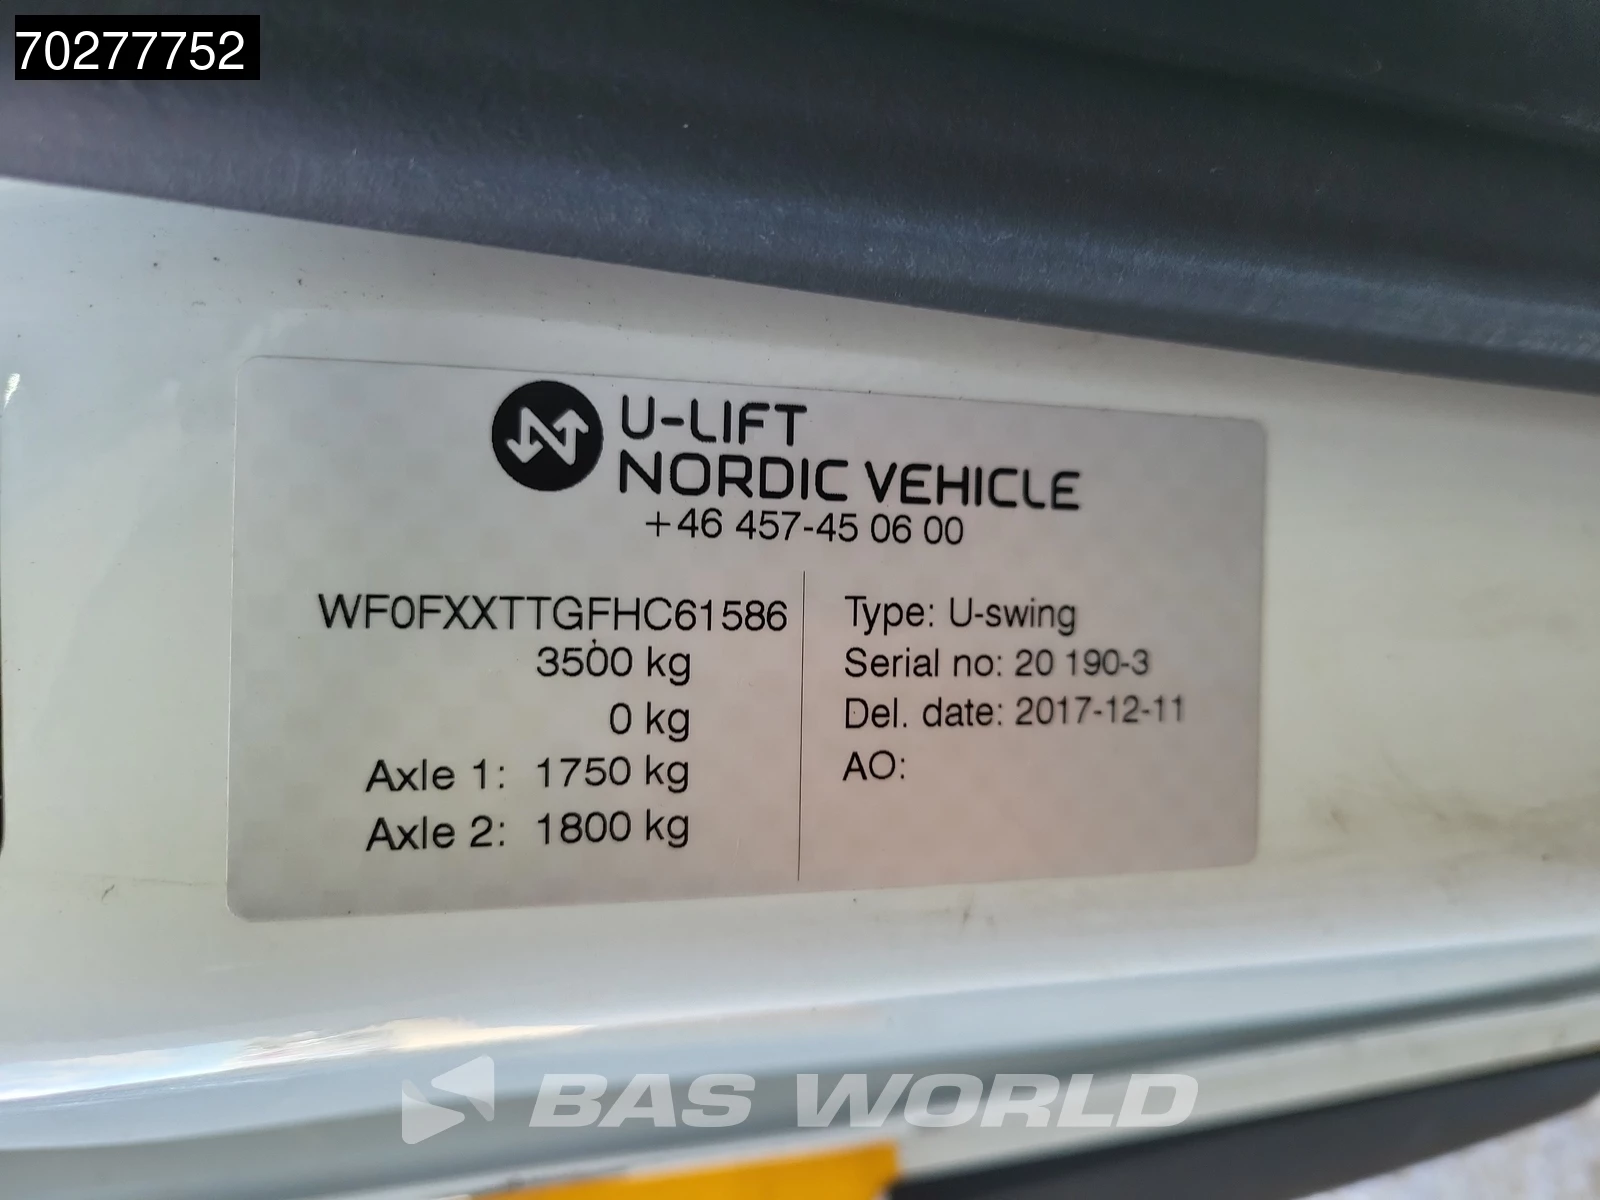 70277752
U-LIFT
NORDIC VEHICLE
+46 457-45 06 00
WF0FXXTTGFHC61586
3500 kg
0 kg
Axle 1: 1750 kg
Axle 2: 1800 kg
Type: U-swing
Serial no: 20 190-3
Del. date: 2017-12-11
AO:
BAS WORLD